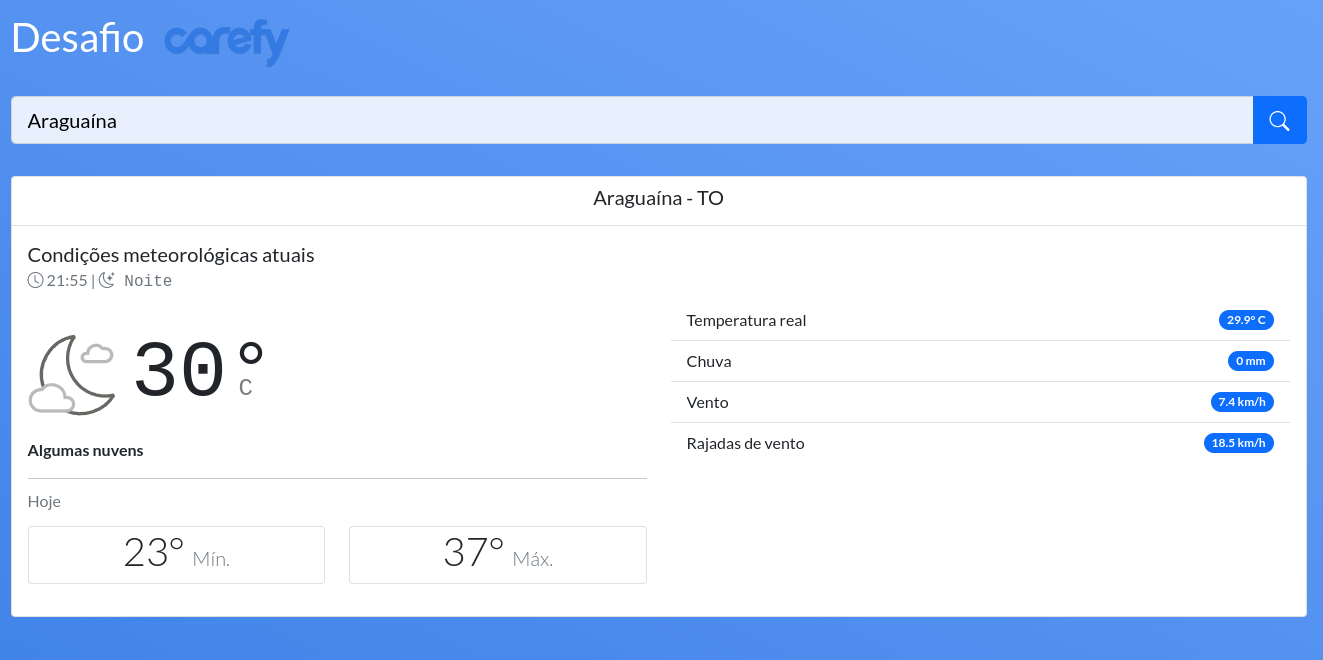 Desafio carefy
Araguaína
Araguaína - TO
Condições meteorológicas atuais
21:55 | Noite
30°
C
Algumas nuvens
Hoje
23° Mín.
37° Máx.
Temperatura real 29.9° C
Chuva 0 mm
Vento 7.4 km/h
Rajadas de vento 18.5 km/h